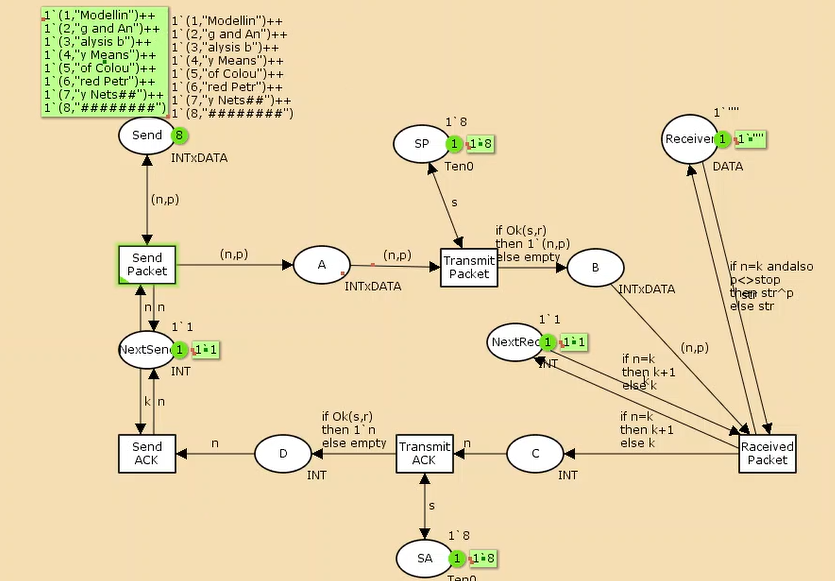 1`(1,"Modellin")++
1`(2,"g and An")++
1`(3,"alysis b")++
1`(4,"y Means")++
1`(5,"of Colou")++
1`(6,"red Petr")++
1`(7,"y Nets##")++
1`(8,"########")
1`(1,"Modellin")++
1`(2,"g and An")++
1`(3,"alysis b")++
1`(4,"y Means")++
1`(5,"of Colou")++
1`(6,"red Petr")++
1`(7,"y Nets##")++
1`(8,"########")
Send
8
INTxDATA
1`8
SP
1
1`8
Ten0
1`""
Receiver
1
1`""
DATA
(n,p)
s
if Ok(s,r)
then 1`(n,p)
else empty
Send
Packet
(n,p)
A
INTxDATA
(n,p)
Transmit
Packet
B
INTxDATA
if n=k andalso
p<>stop
then str^p
else str
str
n
n
1`1
NextSend
1
1`1
INT
1`1
NextRec
1
1`1
INT
(n,p)
if n=k
then k+1
else k
k
k
n
if n=k
then k+1
else k
if Ok(s,r)
then 1`n
else empty
Send
ACK
n
D
INT
Transmit
ACK
n
C
INT
Raceived
Packet
s
1`8
SA
1
1`8
Ten0